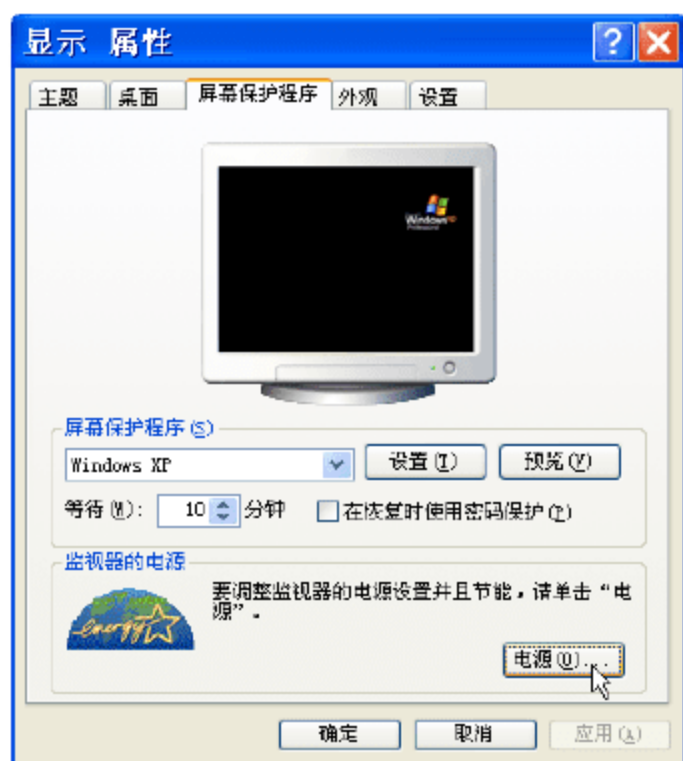 显示 属性
主题 桌面 屏幕保护程序 外观 设置
Windows xp
Professional
屏幕保护程序(S)
Windows XP 设置(T) 预览(V)
等待(W): 10 分钟 在恢复时使用密码保护(P)
监视器的电源
energy
要调整监视器的电源设置并且节能，请单击“电
源”。
电源(O)...
确定 取消 应用(A)